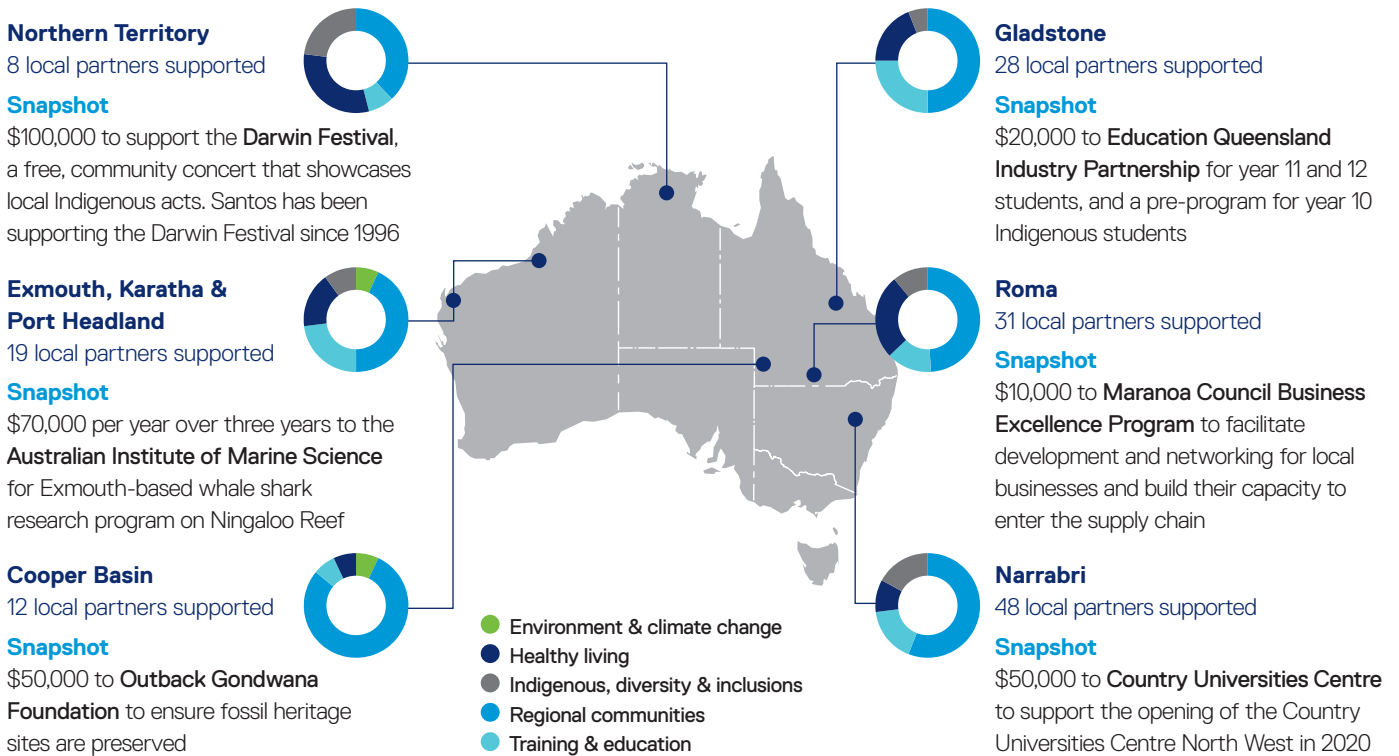 Northern Territory
8 local partners supported
Snapshot
$100,000 to support the Darwin Festival,
a free, community concert that showcases
local Indigenous acts. Santos has been
supporting the Darwin Festival since 1996
Exmouth, Karatha &
Port Headland
19 local partners supported
Snapshot
$70,000 per year over three years to the
Australian Institute of Marine Science
for Exmouth-based whale shark
research program on Ningaloo Reef
Cooper Basin
12 local partners supported
Snapshot
$50,000 to Outback Gondwana
Foundation to ensure fossil heritage
sites are preserved
Environment & climate change
Healthy living
Indigenous, diversity & inclusions
Regional communities
Training & education
Gladstone
28 local partners supported
Snapshot
$20,000 to Education Queensland
Industry Partnership for year 11 and 12
students, and a pre-program for year 10
Indigenous students
Roma
31 local partners supported
Snapshot
$10,000 to Maranoa Council Business
Excellence Program to facilitate
development and networking for local
businesses and build their capacity to
enter the supply chain
Narrabri
48 local partners supported
Snapshot
$50,000 to Country Universities Centre
to support the opening of the Country
Universities Centre North West in 2020